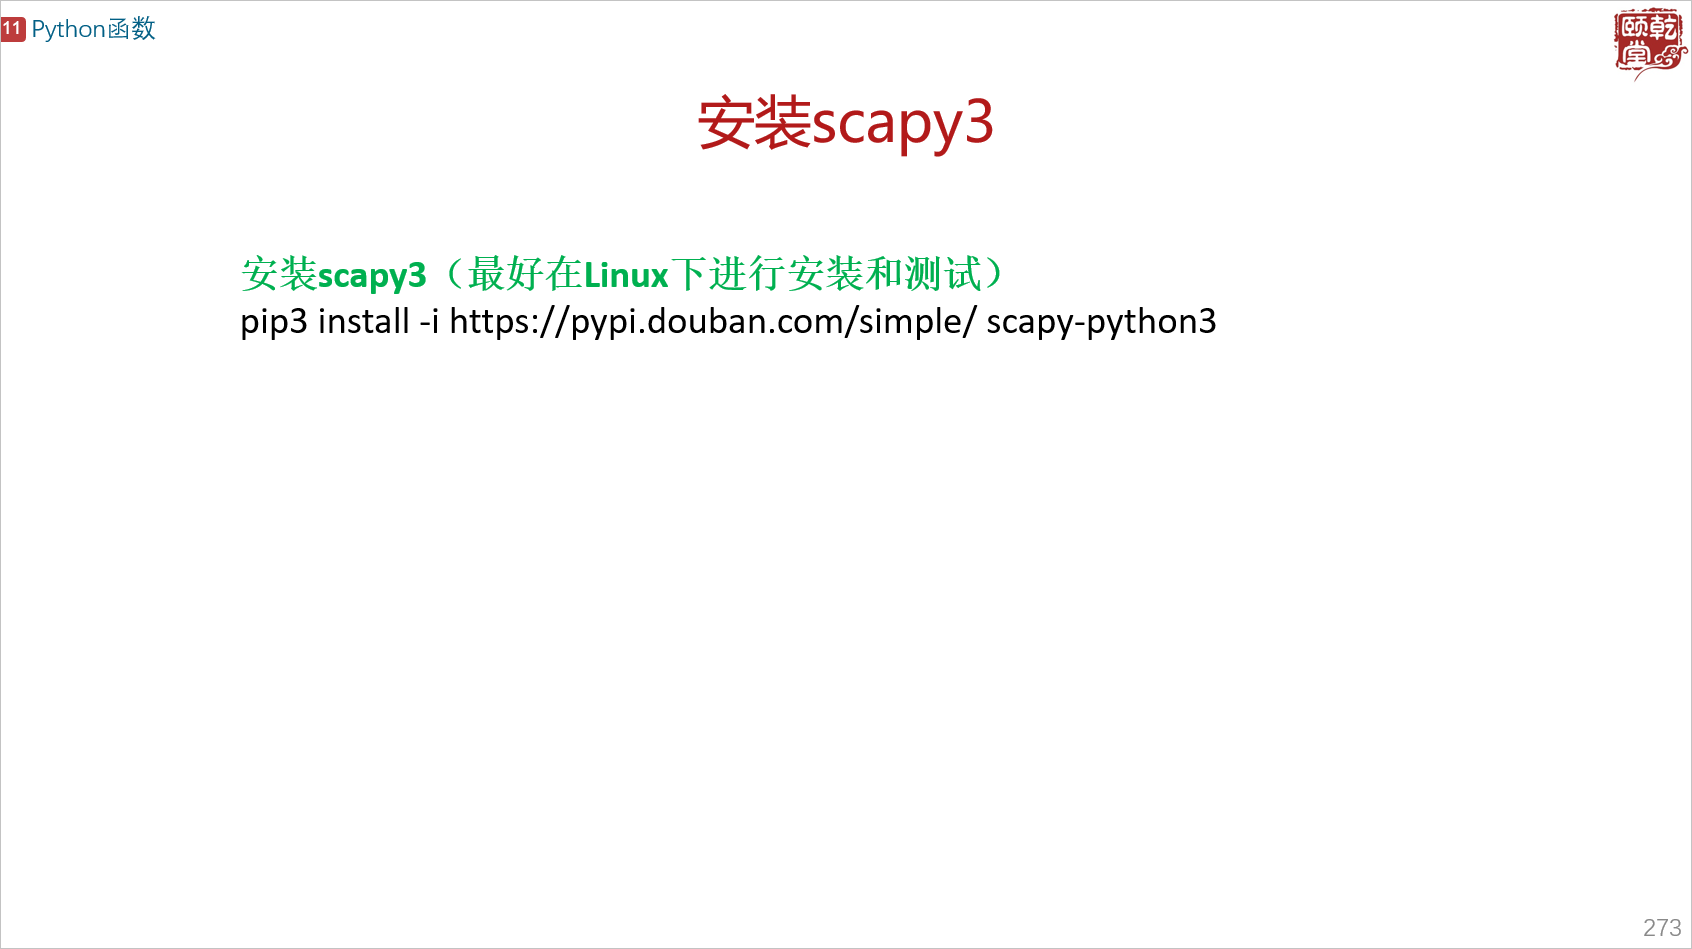 11 Python函数
颐乾
堂
安装scapy3
安装scapy3（最好在Linux下进行安装和测试）
pip3 install -i https://pypi.douban.com/simple/ scapy-python3
273